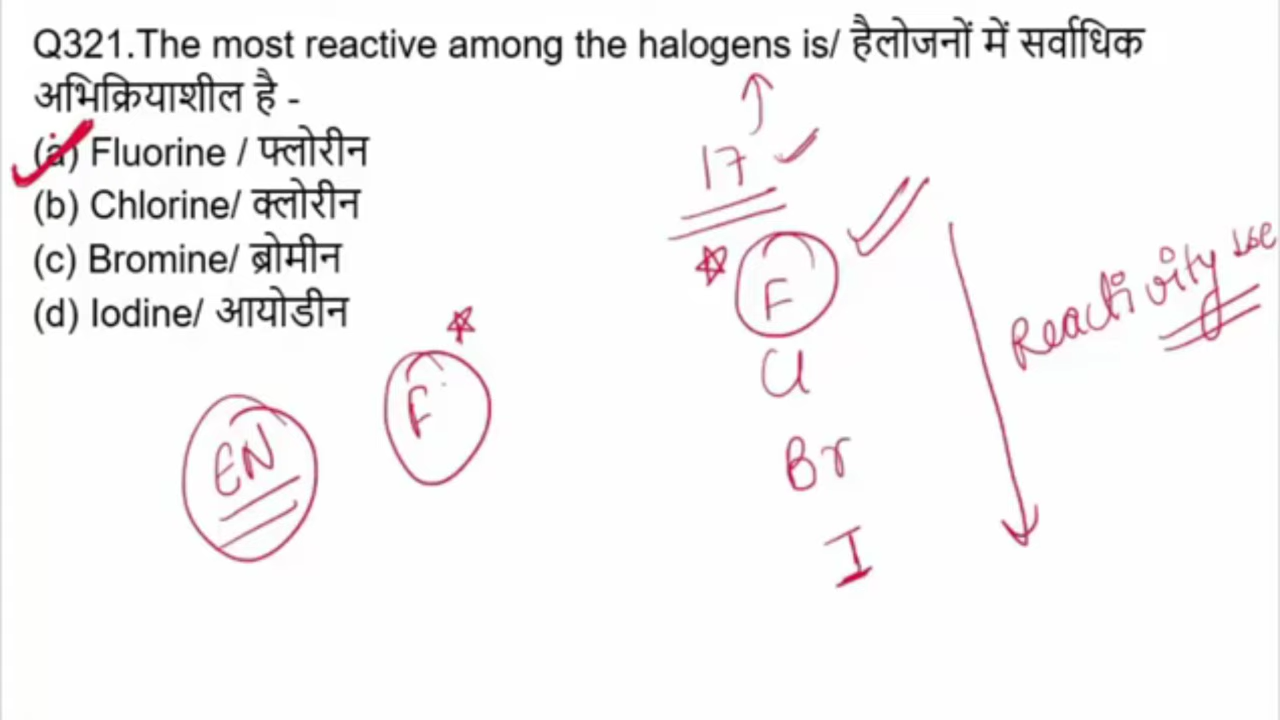 Q321.The most reactive among the halogens is/ हैलोजनों में सर्वाधिक
अभिक्रियाशील है -
(a) Fluorine / फ्लोरीन
(b) Chlorine/ क्लोरीन
(c) Bromine/ ब्रोमीन
(d) Iodine/ आयोडीन
17
F
Cl
Br
I
Reactivity
EN
F